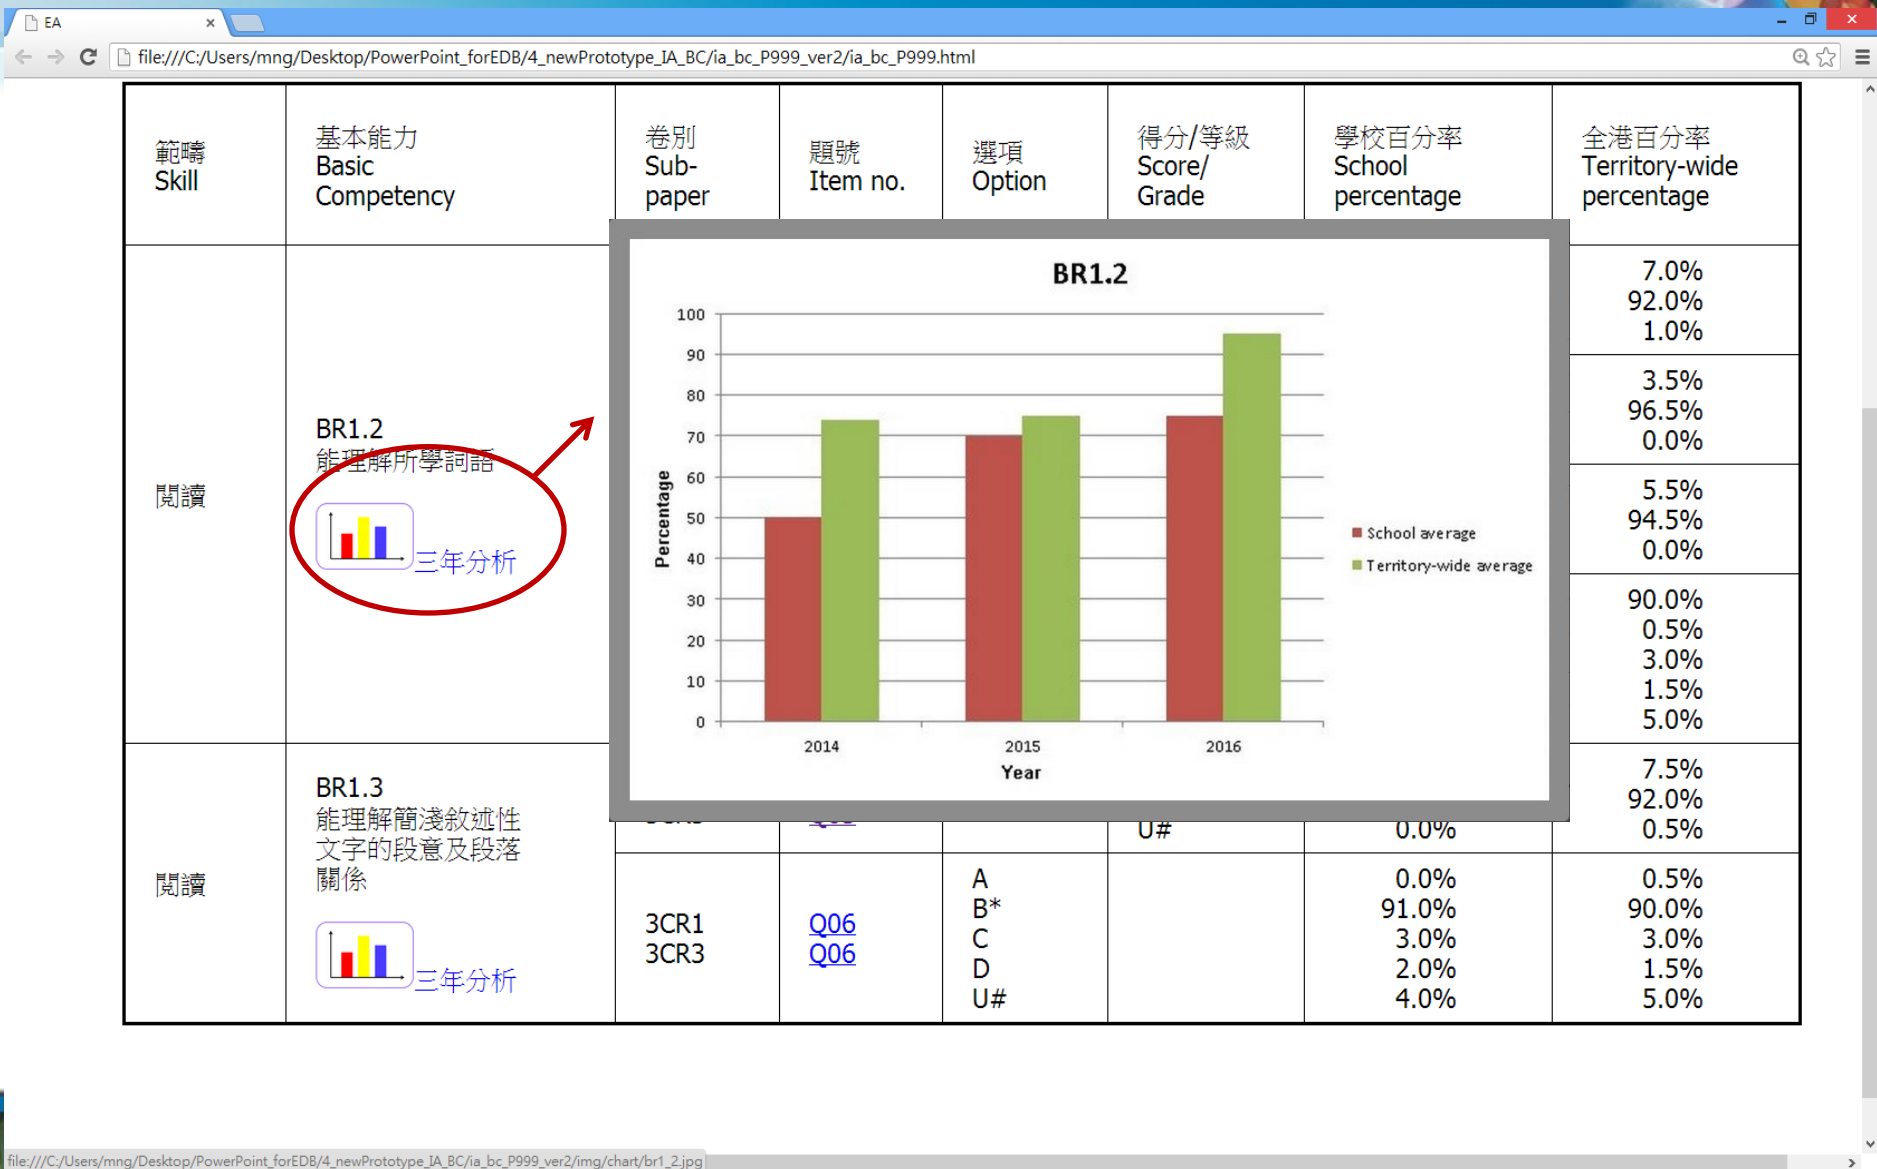 EA
file:///C:/Users/mng/Desktop/PowerPoint_forEDB/4_newPrototype_IA_BC/ia_bc_P999_ver2/ia_bc_P999.html
範疇
Skill
基本能力
Basic
Competency
卷別
Sub-
paper
題號
Item no.
選項
Option
得分/等級
Score/
Grade
學校百分率
School
percentage
全港百分率
Territory-wide
percentage
閱讀
BR1.2
能理解所學詞語
三年分析
BR1.2
100
90
80
70
60
50
40
30
20
10
0
Percentage
2014
2015
2016
Year
School average
Territory-wide average
7.0%
92.0%
1.0%
3.5%
96.5%
0.0%
5.5%
94.5%
0.0%
90.0%
0.5%
3.0%
1.5%
5.0%
閱讀
BR1.3
能理解簡淺敘述性
文字的段意及段落
關係
三年分析
U#
0.0%
7.5%
92.0%
0.5%
3CR1
3CR3
Q06
Q06
A
B*
C
D
U#
0.0%
91.0%
3.0%
2.0%
4.0%
0.5%
90.0%
3.0%
1.5%
5.0%
file:///C:/Users/mng/Desktop/PowerPoint_forEDB/4_newPrototype_IA_BC/ia_bc_P999_ver2/img/chart/br1_2.jpg